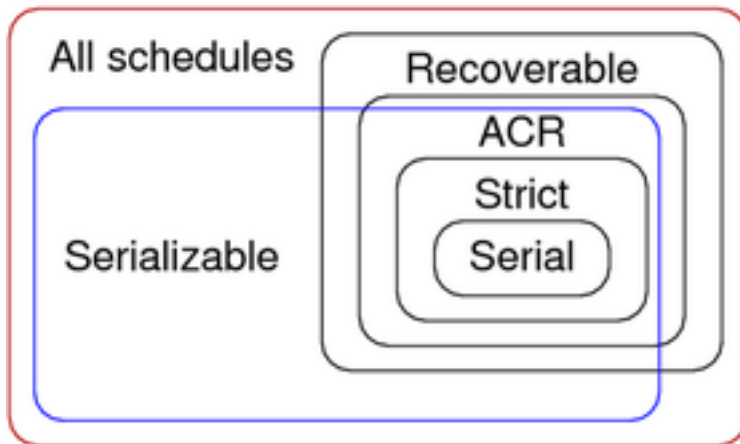 All schedules
Recoverable
ACR
Strict
Serializable
Serial